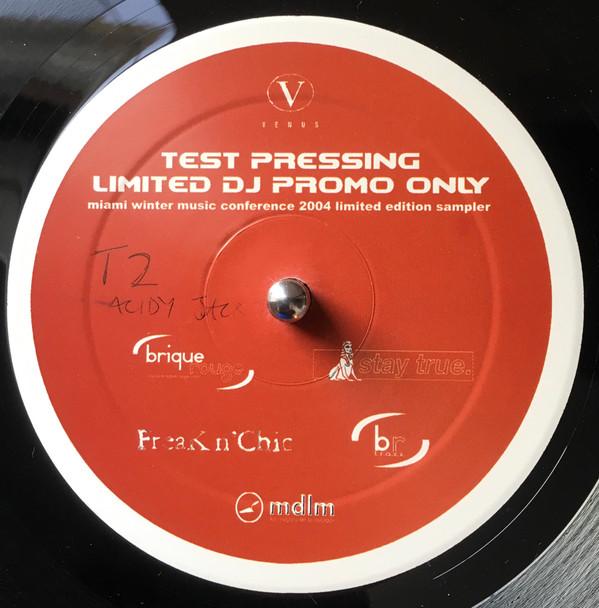 V
VENUS
TEST PRESSING
LIMITED DJ PROMO ONLY
miami winter music conference 2004 limited edition sampler
T2
ACIDY JACK
brique
rouge
stay true.
FreaK n'Chic
br
traxx
mdlm